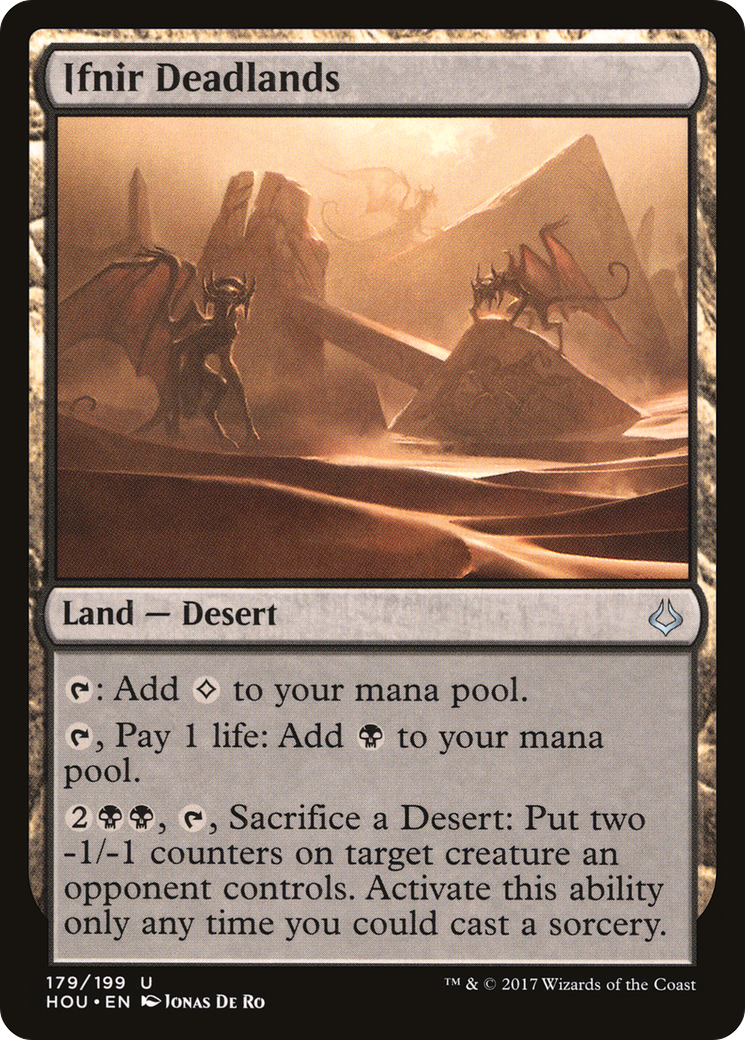 Ifnir Deadlands
Land — Desert
: Add to your mana pool.
, Pay 1 life: Add to your mana
pool.
2, , Sacrifice a Desert: Put two
-1/-1 counters on target creature an
opponent controls. Activate this ability
only any time you could cast a sorcery.
179/199 U
HOU • EN Jonas De Ro
™ & © 2017 Wizards of the Coast